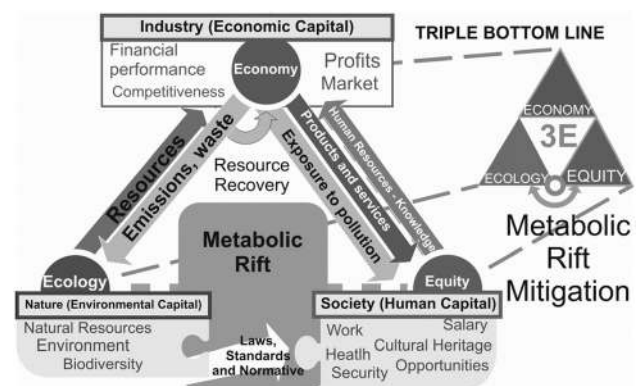 Industry (Economic Capital)
TRIPLE BOTTOM LINE
Financial
performance
Competitiveness
Economy
Profits
Market
Resources
Emissions, waste
Resource
Recovery
Exposure to pollution
Products and services
Human Resources - Knowledge
ECONOMY
3E
ECOLOGY
EQUITY
Metabolic
Rift
Mitigation
Metabolic
Rift
Ecology
Nature (Environmental Capital)
Natural Resources
Environment
Biodiversity
Laws,
Standards
and Normative
Equity
Society (Human Capital)
Work
Salary
Heatlh
Cultural Heritage
Security
Opportunities